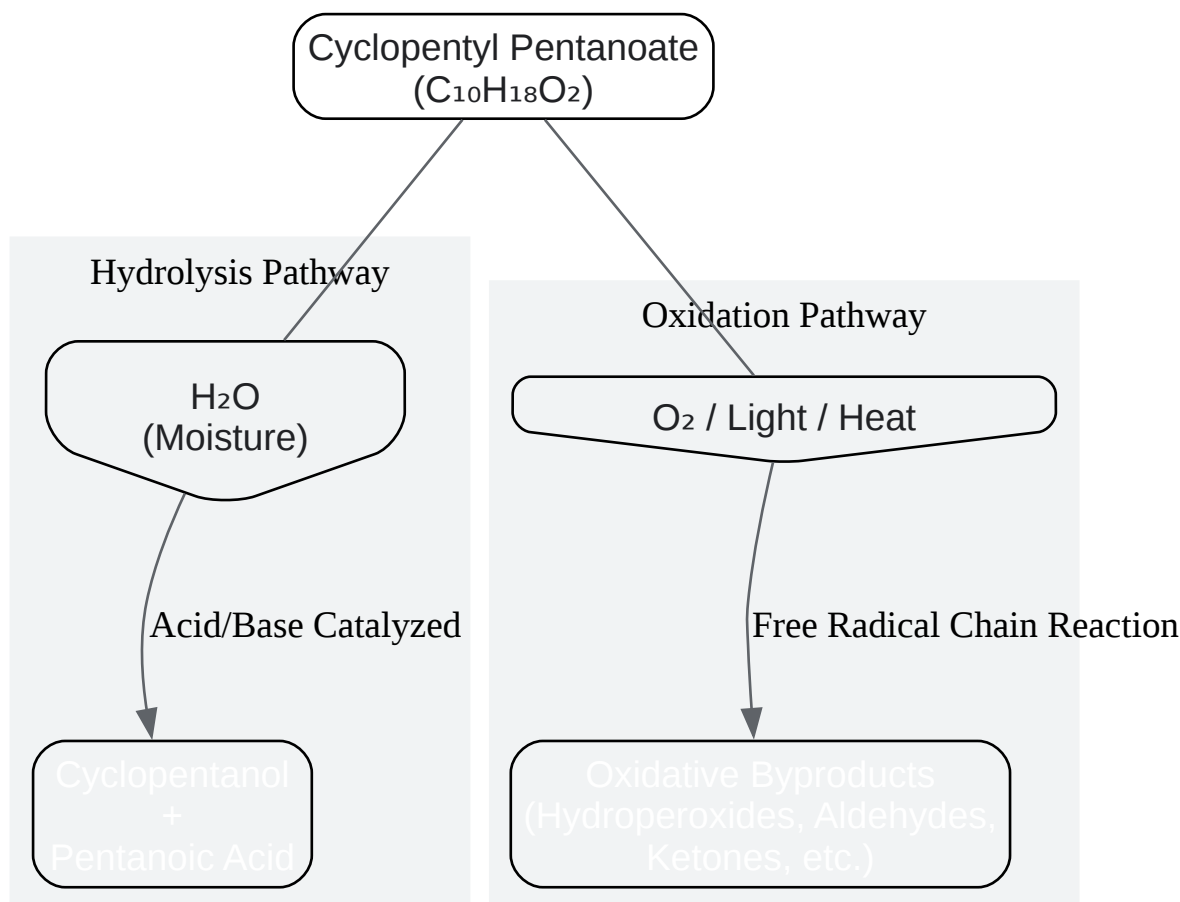 Cyclopentyl Pentanoate
(C₁₀H₁₈O₂)
Hydrolysis Pathway
Oxidation Pathway
H₂O
(Moisture)
O₂ / Light / Heat
Acid/Base Catalyzed
Free Radical Chain Reaction
Cyclopentanol
+
Pentanoic Acid
Oxidative Byproducts
(Hydroperoxides, Aldehydes,
Ketones, etc.)